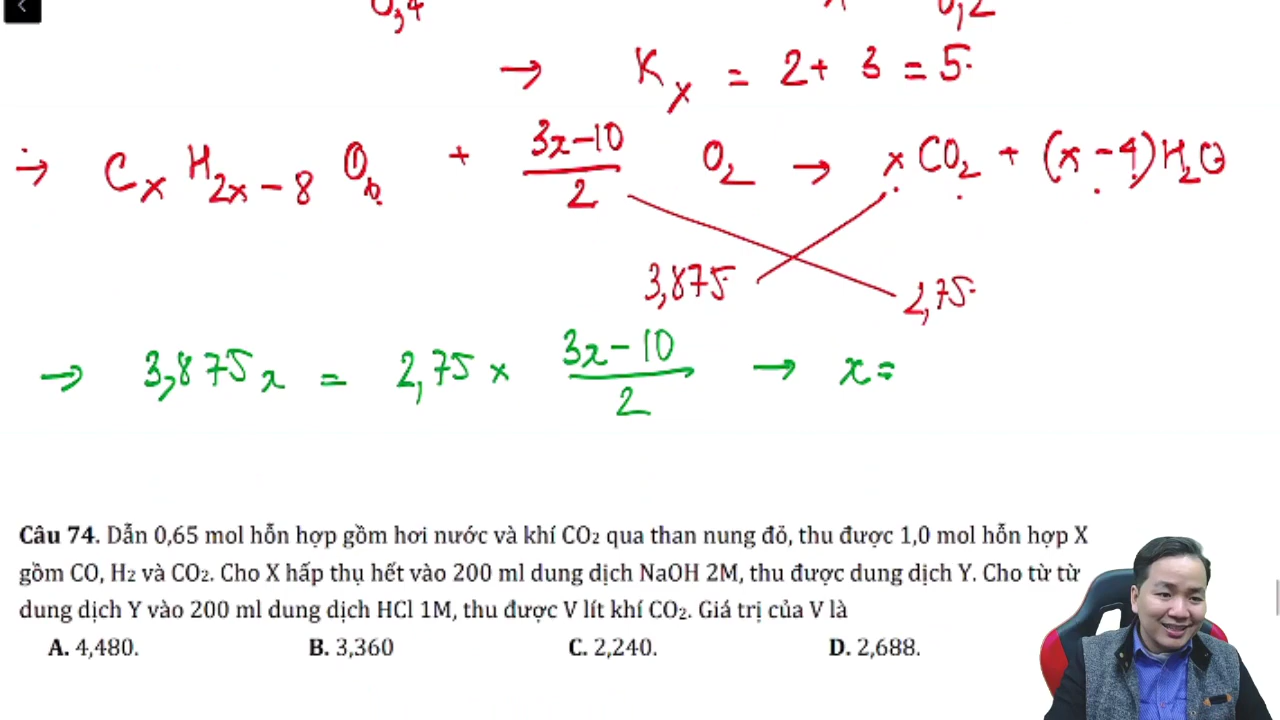 0,4 0,2
→ Kx = 2+ 3 = 5.
→ CxH2x-8O6 + (3x-10)/2 O2 → xCO2 + (x-4)H2O
3,875 2,75.
→ 3,875x = 2,75 × (3x-10)/2 → x=
Câu 74. Dẫn 0,65 mol hỗn hợp gồm hơi nước và khí CO2 qua than nung đỏ, thu được 1,0 mol hỗn hợp X
gồm CO, H2 và CO2. Cho X hấp thụ hết vào 200 ml dung dịch NaOH 2M, thu được dung dịch Y. Cho từ từ
dung dịch Y vào 200 ml dung dịch HCl 1M, thu được V lít khí CO2. Giá trị của V là
A. 4,480. B. 3,360 C. 2,240. D. 2,688.